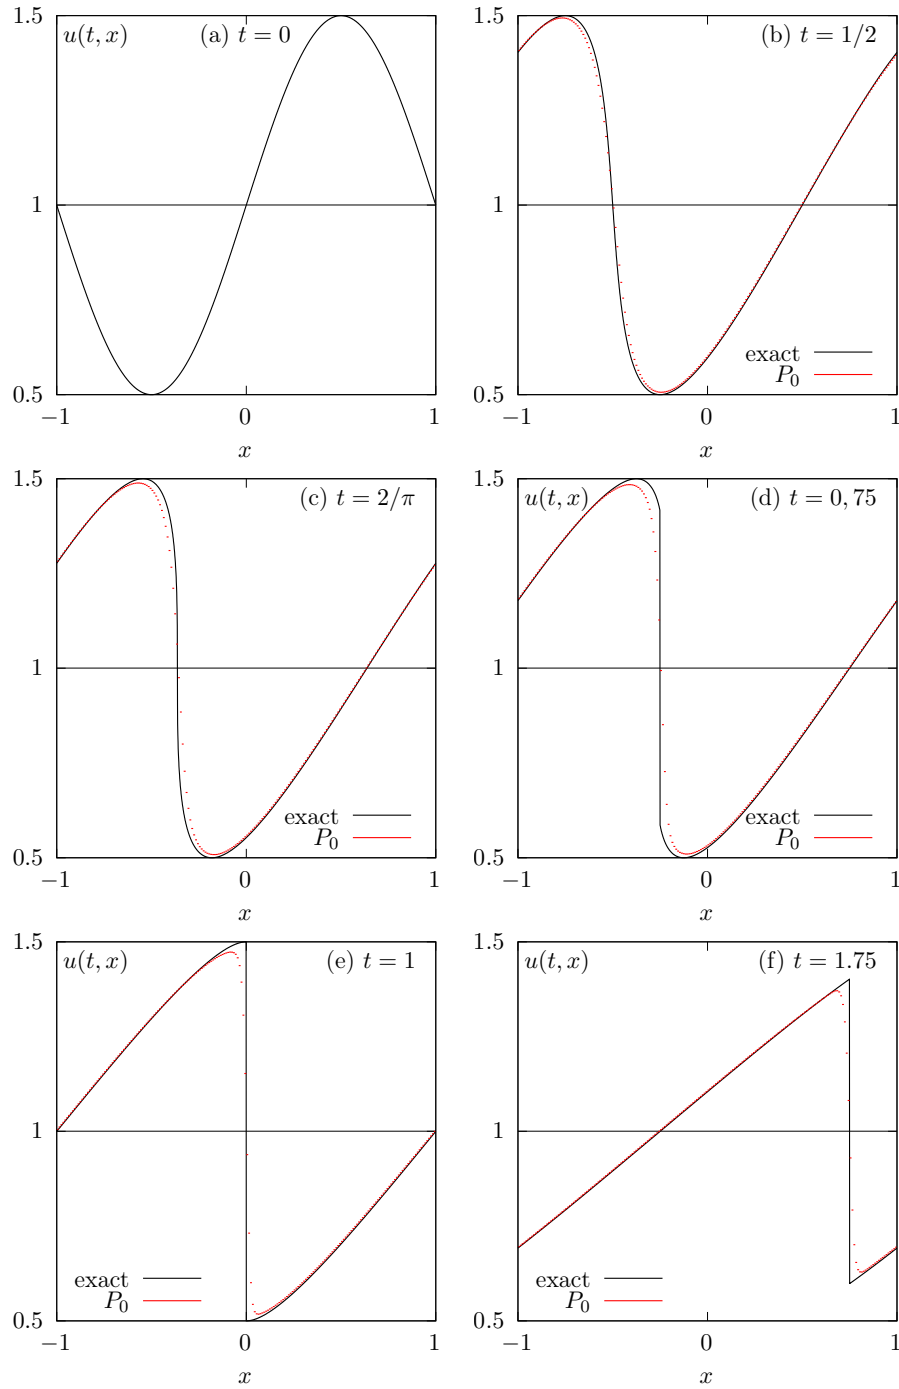 1.5
u(t, x)
(a) t = 0
1
0.5
−1
0
1
x
1.5
(b) t = 1/2
1
exact
P₀
0.5
−1
0
1
x
1.5
(c) t = 2/π
1
exact
P₀
0.5
−1
0
1
x
1.5
u(t, x)
(d) t = 0, 75
1
exact
P₀
0.5
−1
0
1
x
1.5
u(t, x)
(e) t = 1
1
exact
P₀
0.5
−1
0
1
x
1.5
u(t, x)
(f) t = 1.75
1
exact
P₀
0.5
−1
0
1
x